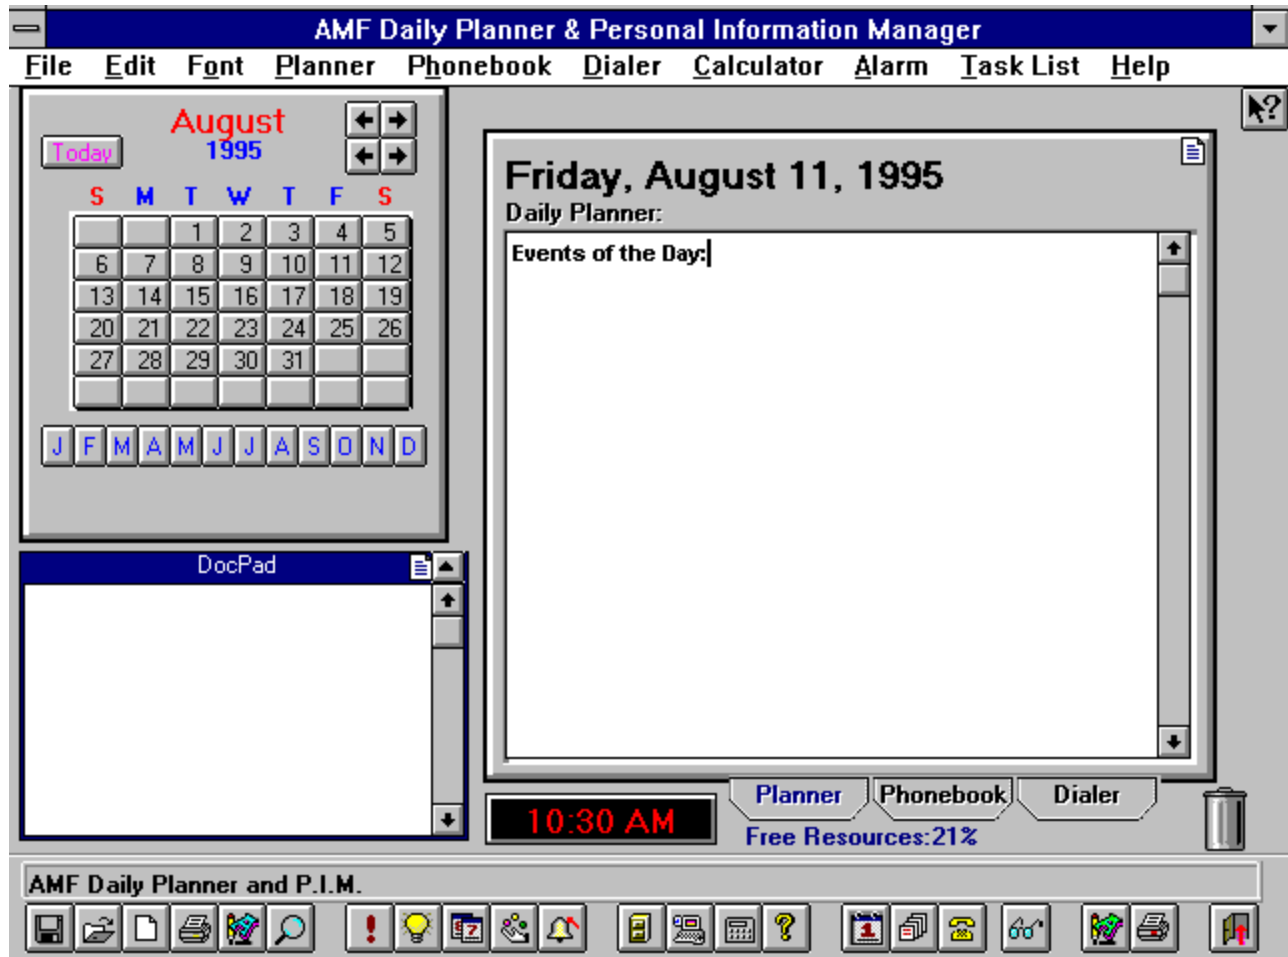 AMF Daily Planner & Personal Information Manager
File Edit Font Planner Phonebook Dialer Calculator Alarm Task List Help
August
Today 1995
S M T W T F S
1 2 3 4 5
6 7 8 9 10 11 12
13 14 15 16 17 18 19
20 21 22 23 24 25 26
27 28 29 30 31
J F M A M J J A S O N D
DocPad
Friday, August 11, 1995
Daily Planner:
Events of the Day:
Planner Phonebook Dialer
10:30 AM
Free Resources:21%
AMF Daily Planner and P.I.M.